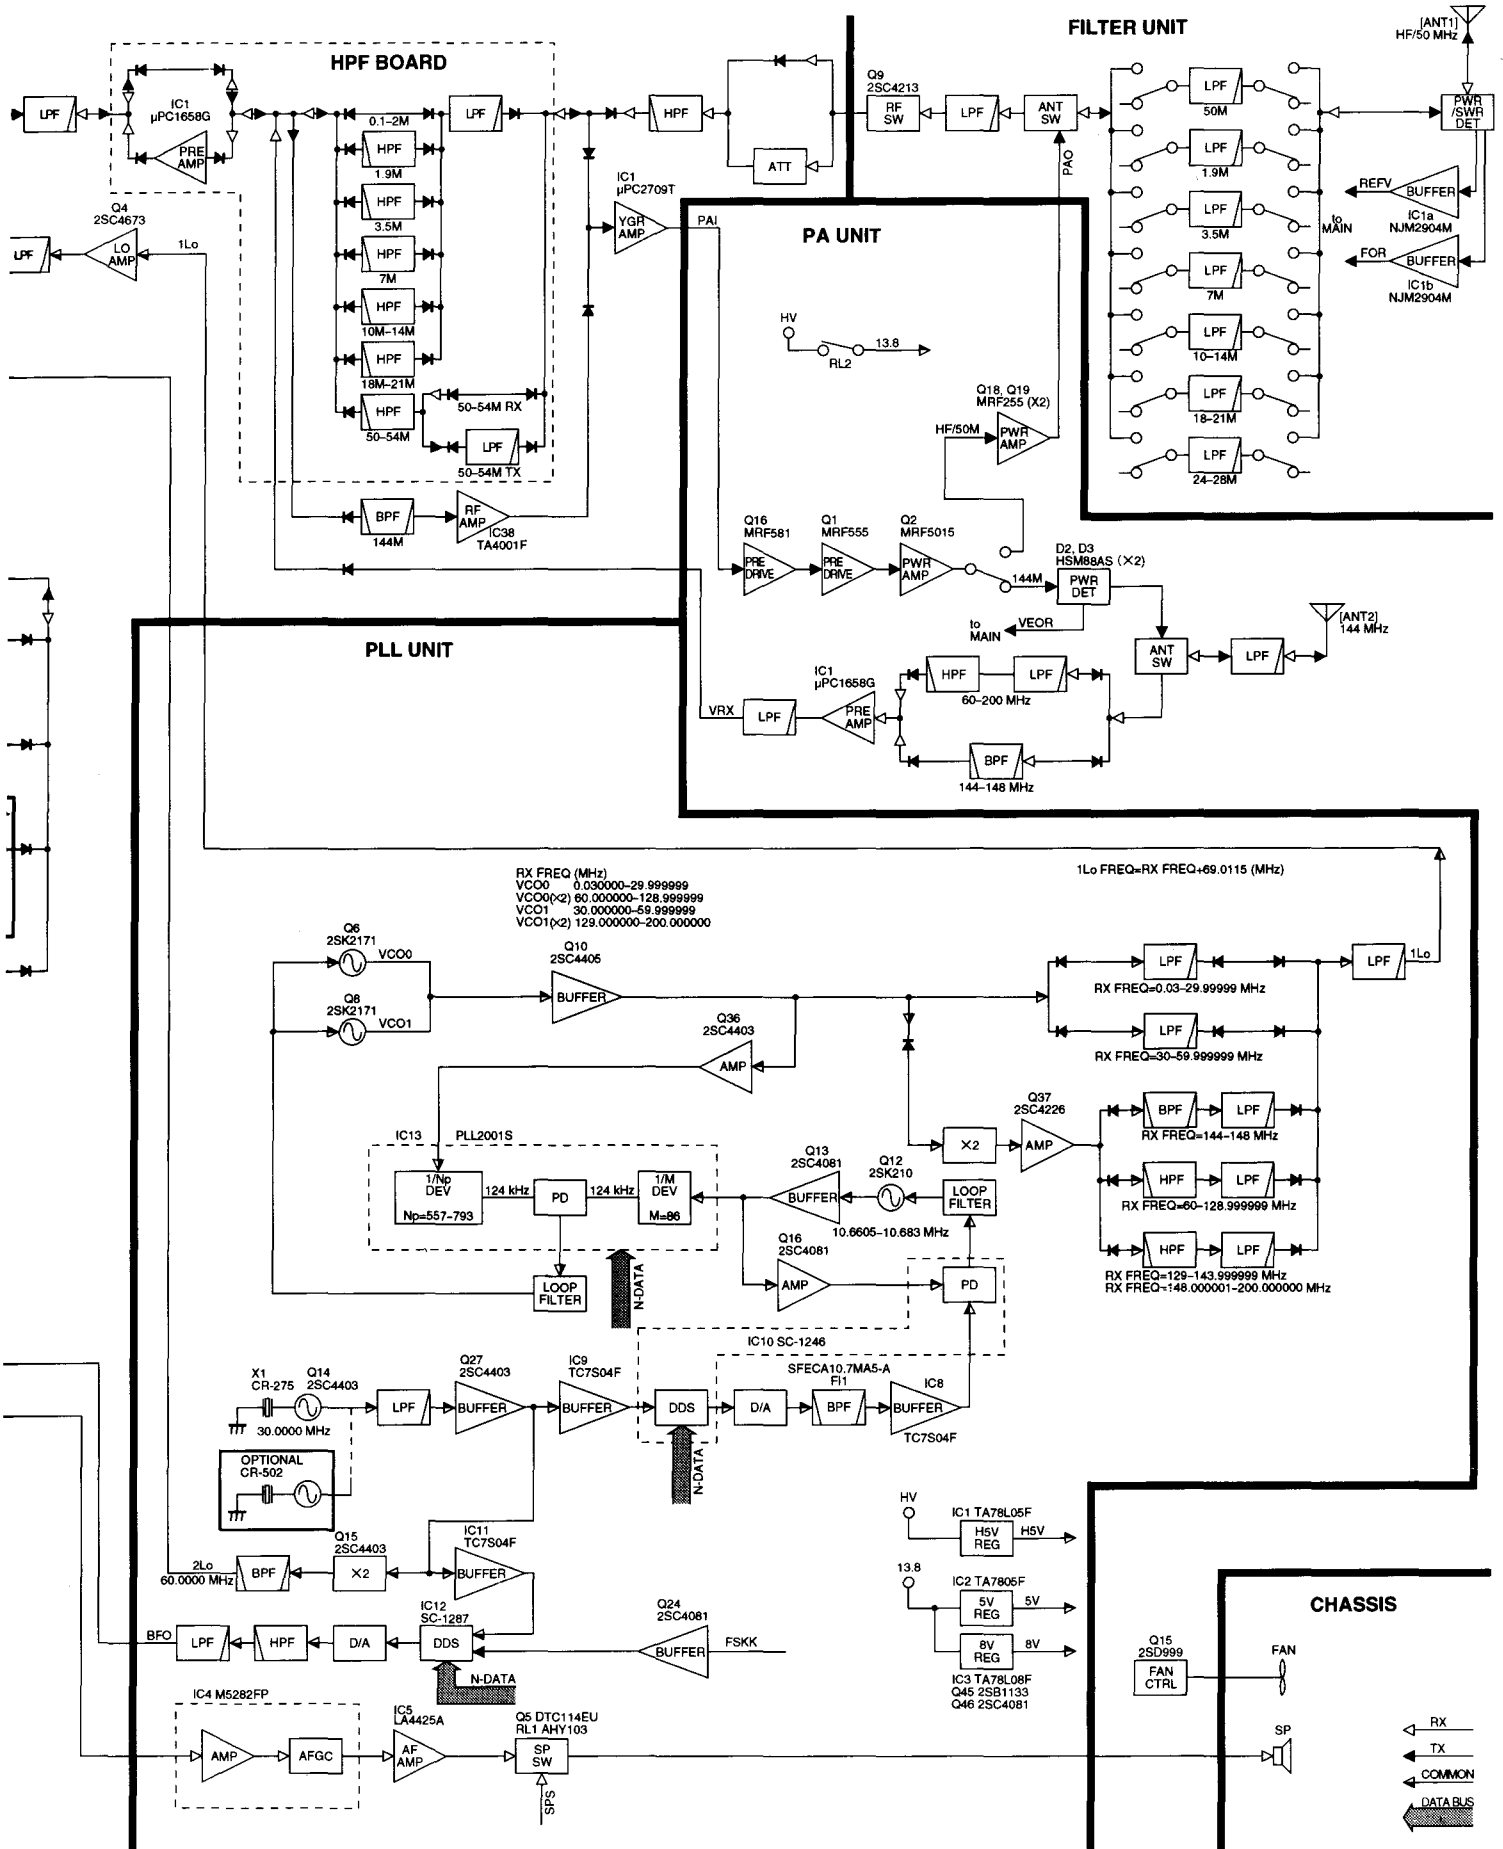 FILTER UNIT
[ANT1]
HF/50 MHz
HPF BOARD
LPF
IC1
µPC1658G
PRE
AMP
0.1–2M
HPF
1.9M
HPF
3.5M
HPF
7M
HPF
10M–14M
HPF
18M–21M
HPF
50–54M
LPF
50–54M RX
LPF
50–54M TX
HPF
ATT
Q9
2SC4213
RF
SW
LPF
ANT
SW
PAO
LPF
50M
LPF
1.9M
LPF
3.5M
LPF
7M
LPF
10–14M
LPF
18–21M
LPF
24–28M
PWR
/SWR
DET
REFV
BUFFER
IC1a
NJM2904M
to
MAIN
FOR
BUFFER
IC1b
NJM2904M
Q4
2SC4673
LPF
LO
AMP
1Lo
IC1
µPC2709T
YGR
AMP
PAI
PA UNIT
HV
RL2
13.8
BPF
144M
RF
AMP
IC38
TA4001F
Q18, Q19
MRF255 (X2)
HF/50M
PWR
AMP
Q16
MRF581
PRE
DRIVE
Q1
MRF555
PRE
DRIVE
Q2
MRF5015
PWR
AMP
144M
D2, D3
HSM88AS (×2)
PWR
DET
to
MAIN
VEOR
[ANT2]
144 MHz
ANT
SW
LPF
IC1
µPC1658G
HPF
LPF
60–200 MHz
VRX
LPF
PRE
AMP
BPF
144–148 MHz
PLL UNIT
1Lo FREQ=RX FREQ+69.0115 (MHz)
RX FREQ (MHz)
VCO0 0.030000–29.999999
VCO0(×2) 60.000000–128.999999
VCO1 30.000000–59.999999
VCO1(×2) 129.000000–200.000000
Q6
2SK2171
VCO0
Q8
2SK2171
VCO1
Q10
2SC4405
BUFFER
Q36
2SC4403
AMP
LPF
RX FREQ=0.03–29.99999 MHz
LPF
RX FREQ=30–59.999999 MHz
LPF
1Lo
Q37
2SC4226
×2
AMP
BPF
LPF
RX FREQ=144–148 MHz
HPF
LPF
RX FREQ=60–128.999999 MHz
HPF
LPF
RX FREQ=129–143.999999 MHz
RX FREQ=148.000001–200.000000 MHz
IC13
PLL2001S
1/Np
DEV
Np=557–793
124 kHz
PD
124 kHz
1/M
DEV
M=86
Q13
2SC4081
BUFFER
Q12
2SK210
LOOP
FILTER
10.6605–10.683 MHz
Q16
2SC4081
AMP
PD
LOOP
FILTER
N-DATA
IC10 SC-1246
X1
CR-275
Q14
2SC4403
30.0000 MHz
LPF
Q27
2SC4403
BUFFER
IC9
TC7S04F
BUFFER
DDS
D/A
SFECA10.7MA5-A
FI1
BPF
IC8
BUFFER
TC7S04F
N-DATA
OPTIONAL
CR-502
2Lo
60.0000 MHz
BPF
Q15
2SC4403
×2
IC11
TC7S04F
BUFFER
IC12
SC-1287
BFO
LPF
HPF
D/A
DDS
N-DATA
Q24
2SC4081
BUFFER
FSKK
HV
IC1 TA78L05F
H5V
REG
H5V
13.8
IC2 TA7805F
5V
REG
5V
8V
REG
8V
IC3 TA78L08F
Q45 2SB1133
Q46 2SC4081
CHASSIS
Q15
2SD999
FAN
CTRL
FAN
SP
IC4 M5282FP
AMP
AFGC
IC5
LA4425A
AF
AMP
Q5 DTC114EU
RL1 AHY103
SP
SW
SPS
RX
TX
COMMON
DATA BUS